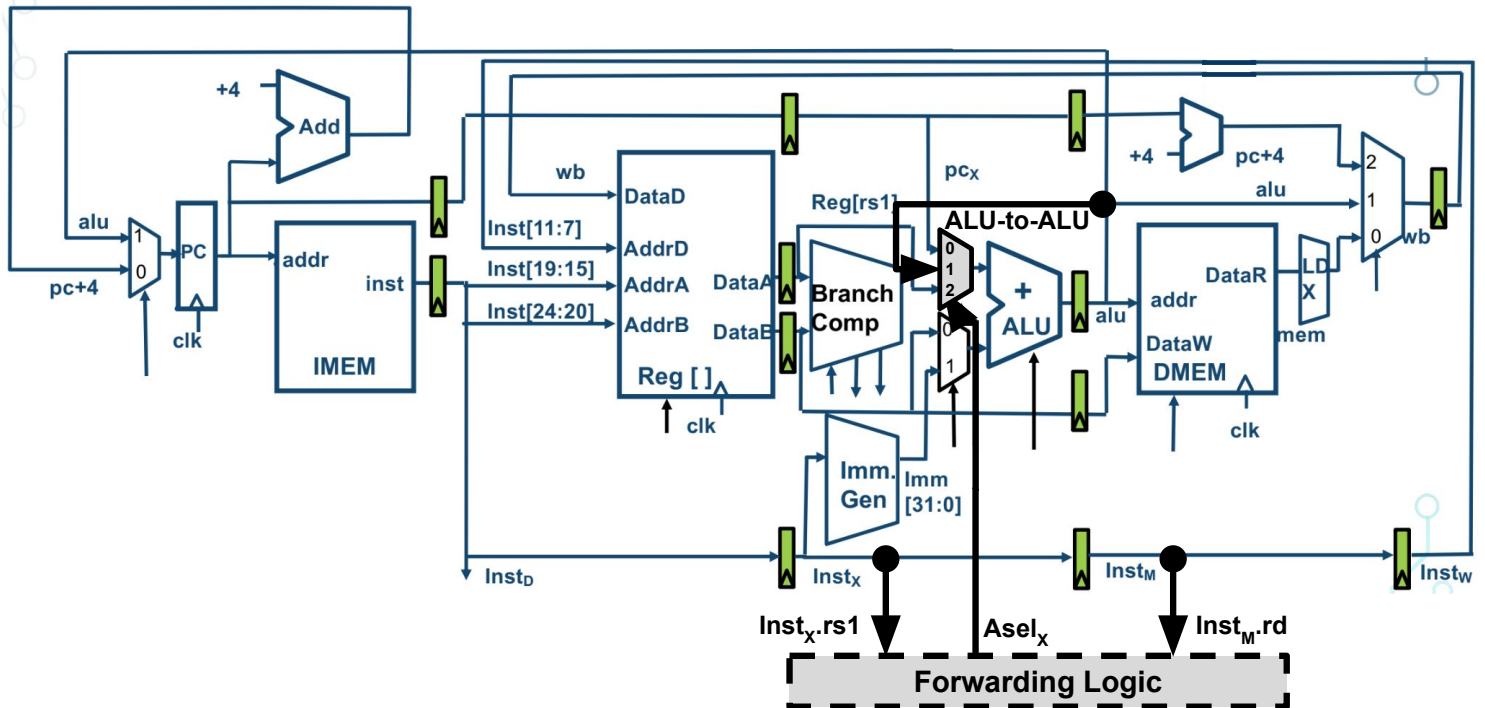 +4
Add
alu
1
0
pc+4
PC
clk
addr
inst
IMEM
wb
DataD
Inst[11:7]
AddrD
Inst[19:15]
AddrA
DataA
Inst[24:20]
AddrB
DataB
Reg [ ]
clk
pcX
Reg[rs1]
ALU-to-ALU
0
1
2
Branch
Comp
0
1
+
ALU
alu
Imm.
Gen
Imm
[31:0]
+4
pc+4
alu
2
1
0
wb
addr
DataR
DataW
DMEM
clk
LD
X
mem
InstD
InstX
InstM
InstW
InstX.rs1
AselX
InstM.rd
Forwarding Logic